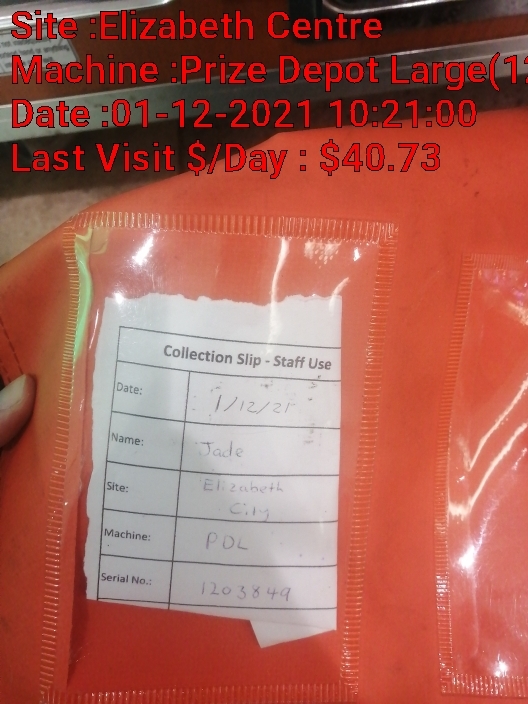 Site :Elizabeth Centre
Machine :Prize Depot Large(12
Date :01-12-2021 10:21:00
Last Visit $/Day : $40.73
Collection Slip - Staff Use
Date: 1/12/21
Name: Jade
Site: Elizabeth
City
Machine: PDL
Serial No.: 1203849